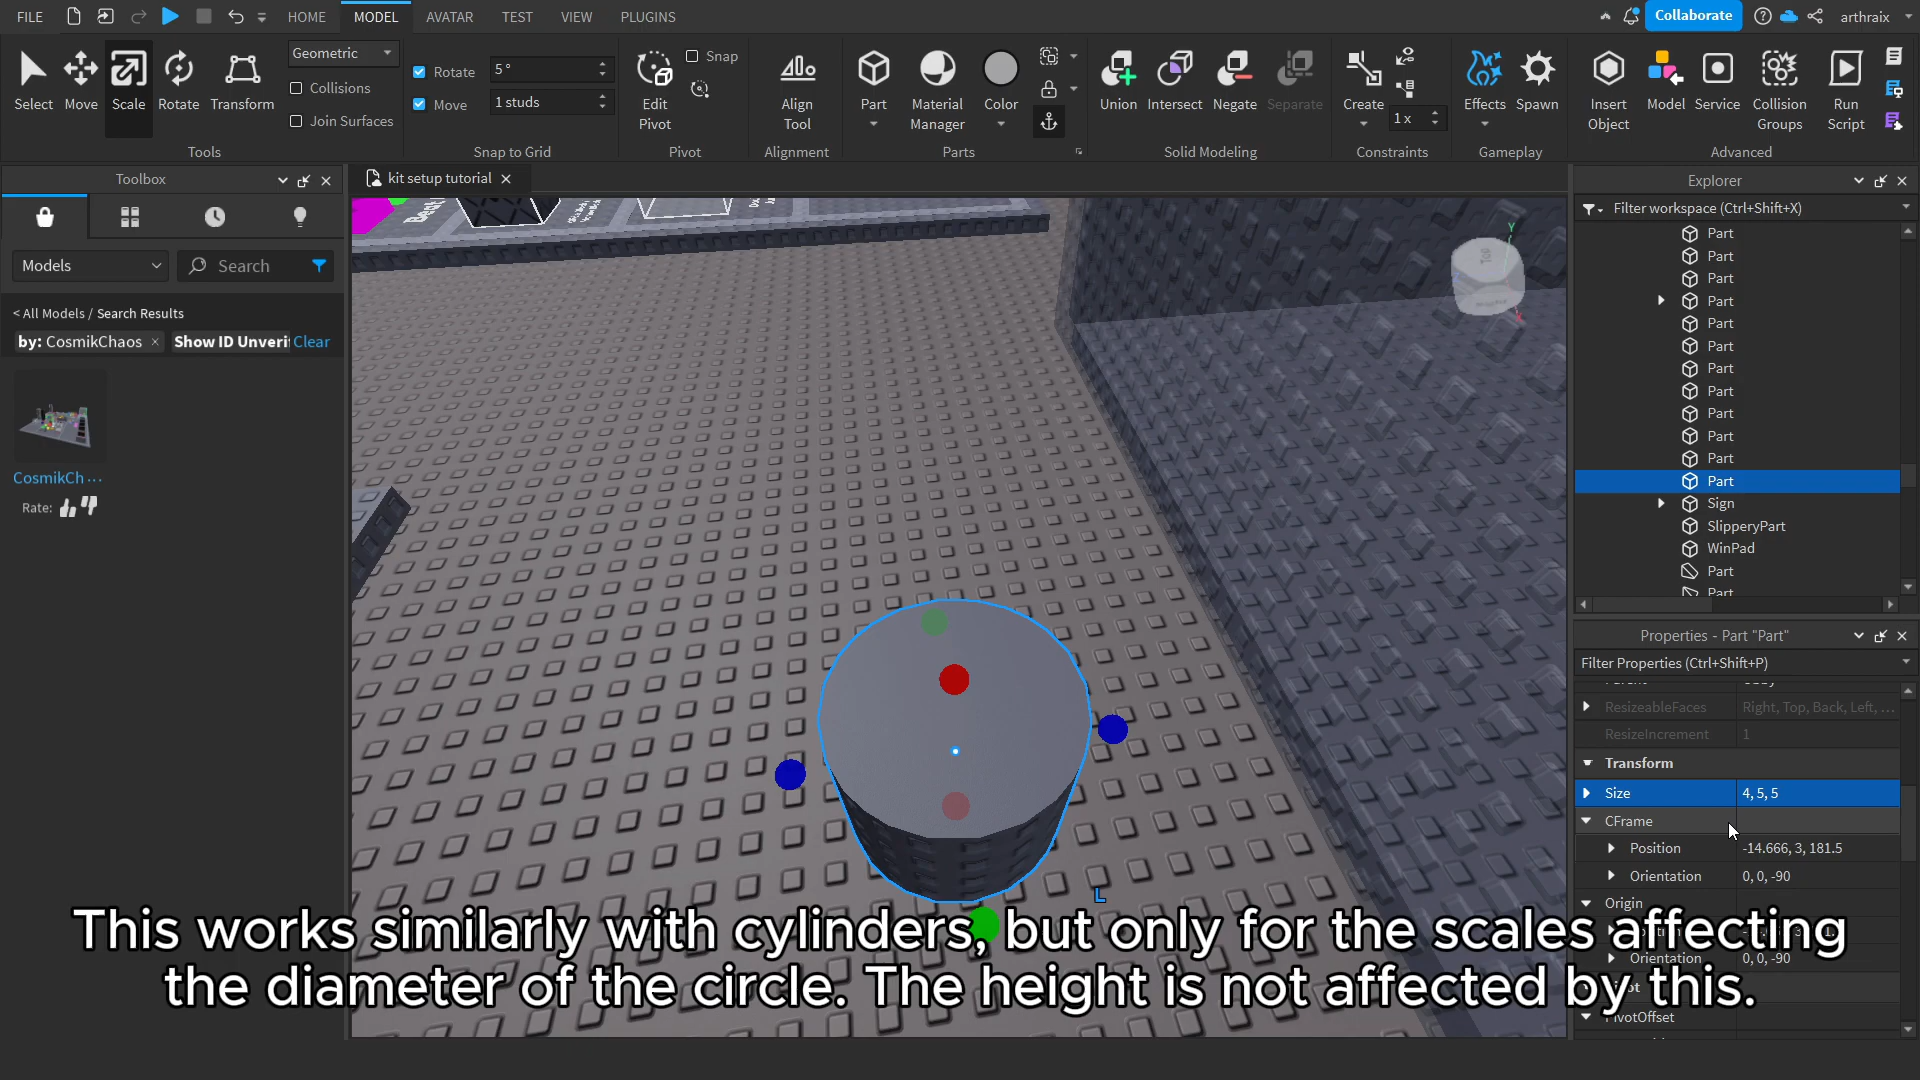 FILE HOME MODEL AVATAR TEST VIEW PLUGINS Collaborate arthraix
Select Move Scale Rotate Transform
Geometric
Collisions
Join Surfaces
Tools
Rotate 5 °
Move 1 studs
Snap to Grid
Edit Pivot
Snap
Pivot
Align Tool
Alignment
Part
Material Manager
Color
Parts
Union Intersect Negate Separate
Solid Modeling
Create
1 x
Constraints
Effects Spawn
Gameplay
Insert Object
Model Service
Collision Groups
Run Script
Advanced
Toolbox
Models
Search
< All Models / Search Results
by: CosmikChaos × Show ID Unveri Clear
CosmikCh ...
Rate:
kit setup tutorial
Y
X
L
Explorer
Filter workspace (Ctrl+Shift+X)
Part
Part
Part
Part
Part
Part
Part
Part
Part
Part
Part
Part
Sign
SlipperyPart
WinPad
Part
Part
Properties - Part "Part"
Filter Properties (Ctrl+Shift+P)
ResizeableFaces Right, Top, Back, Left, ...
ResizeIncrement 1
Transform
Size 4, 5, 5
CFrame
Position -14.666, 3, 181.5
Orientation 0, 0, -90
Origin
Orientation 0, 0, -90
PivotOffset
This works similarly with cylinders, but only for the scales affecting
the diameter of the circle. The height is not affected by this.